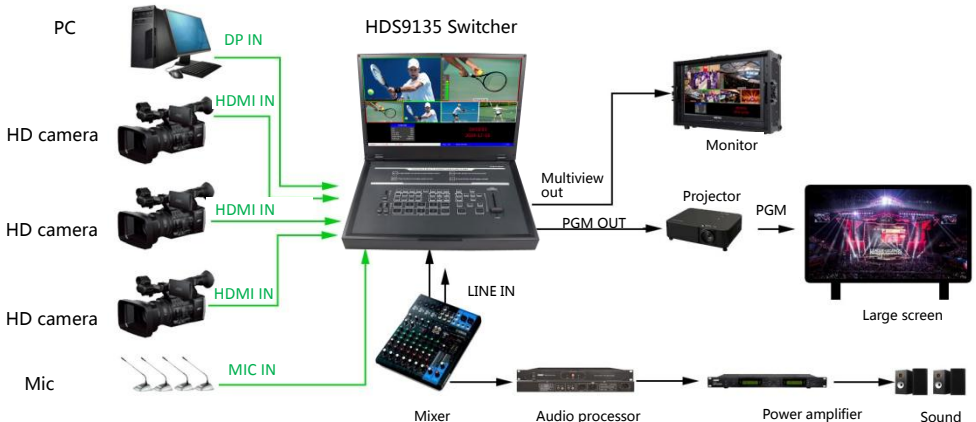 PC
HDS9135 Switcher
DP IN
HDMI IN
HD camera
Monitor
Multiview
out
Projector
HDMI IN
PGM
PGM OUT
HD camera
HDMI IN
LINE IN
HD camera
Large screen
MIC IN
Mic
Mixer
Audio processor
Power amplifier
Sound